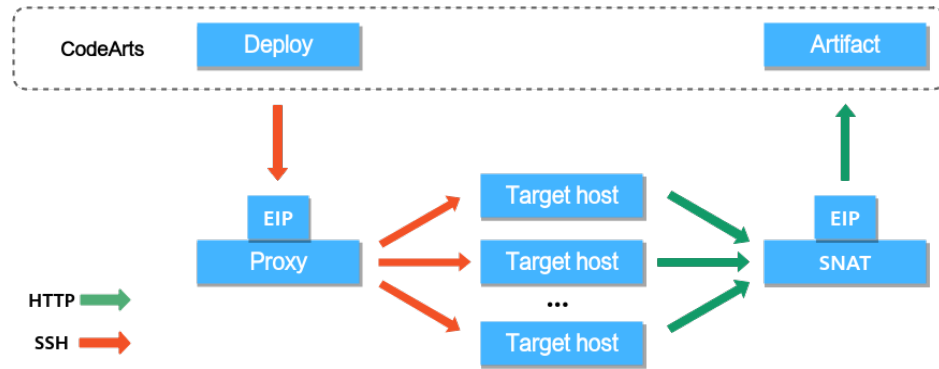 CodeArts
Deploy
Artifact
EIP
Proxy
Target host
Target host
...
Target host
EIP
SNAT
HTTP
SSH